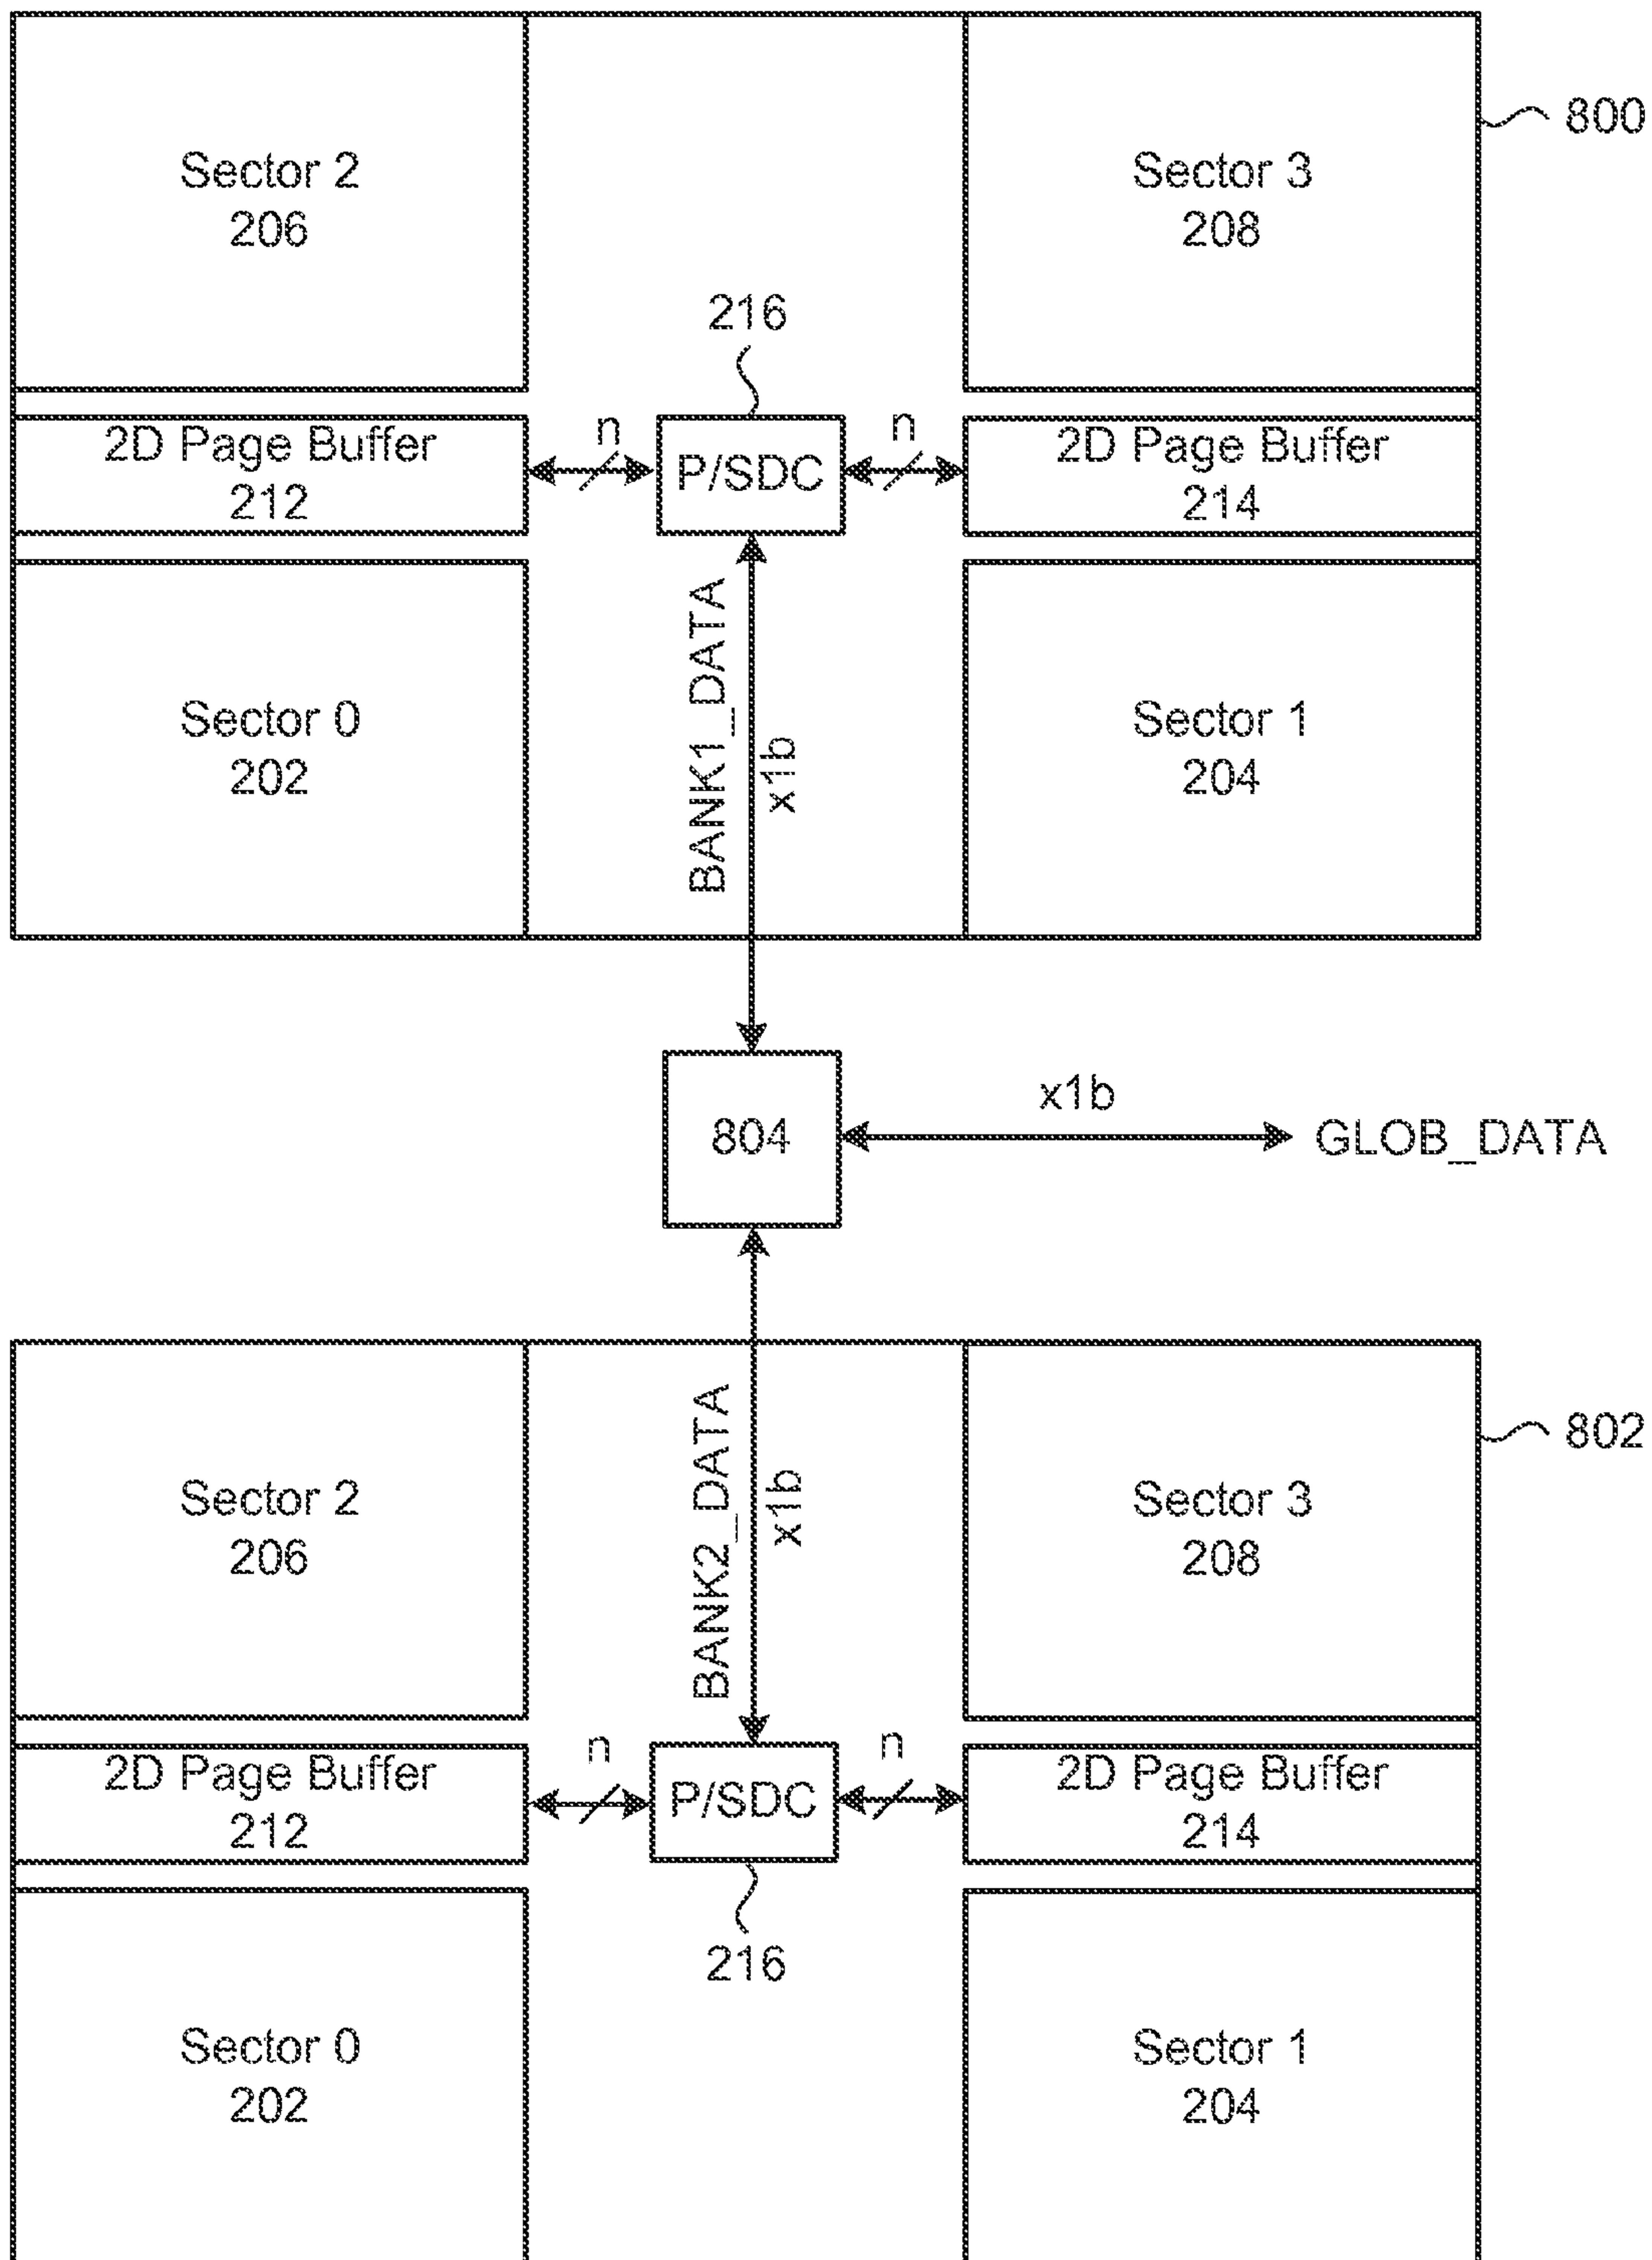 Sector 2
206
Sector 3
208
800
216
2D Page Buffer
212
n
P/SDC
n
2D Page Buffer
214
Sector 0
202
BANK1_DATA
x1b
Sector 1
204
804
x1b
GLOB_DATA
Sector 2
206
BANK2_DATA
x1b
Sector 3
208
802
2D Page Buffer
212
n
P/SDC
n
2D Page Buffer
214
216
Sector 0
202
Sector 1
204